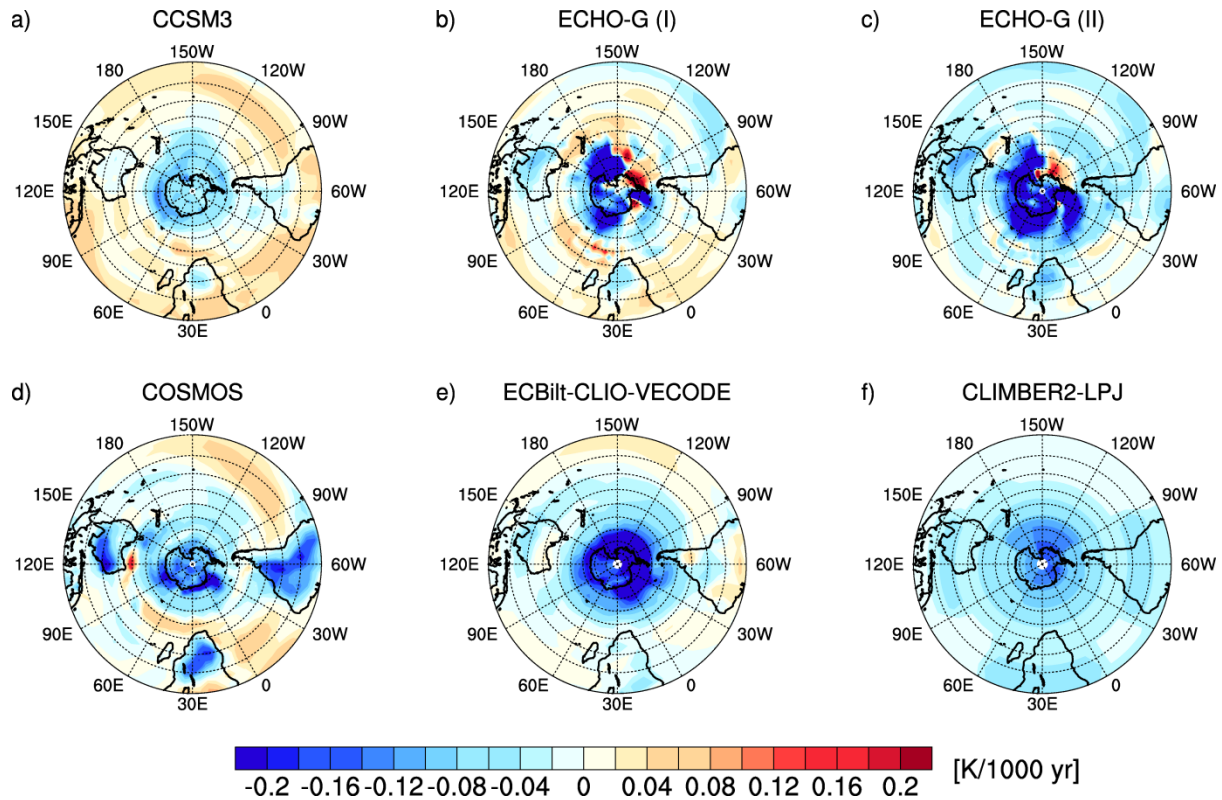 a) CCSM3
b) ECHO-G (I)
c) ECHO-G (II)
150W
180 120W
150E 90W
120E 60W
90E 30W
60E 0
30E
150W
180 120W
150E 90W
120E 60W
90E 30W
60E 0
30E
150W
180 120W
150E 90W
120E 60W
90E 30W
60E 0
30E
d) COSMOS
e) ECBilt-CLIO-VECODE
f) CLIMBER2-LPJ
150W
180 120W
150E 90W
120E 60W
90E 30W
60E 0
30E
150W
180 120W
150E 90W
120E 60W
90E 30W
60E 0
30E
150W
180 120W
150E 90W
120E 60W
90E 30W
60E 0
30E
-0.2 -0.16 -0.12 -0.08 -0.04 0 0.04 0.08 0.12 0.16 0.2 [K/1000 yr]